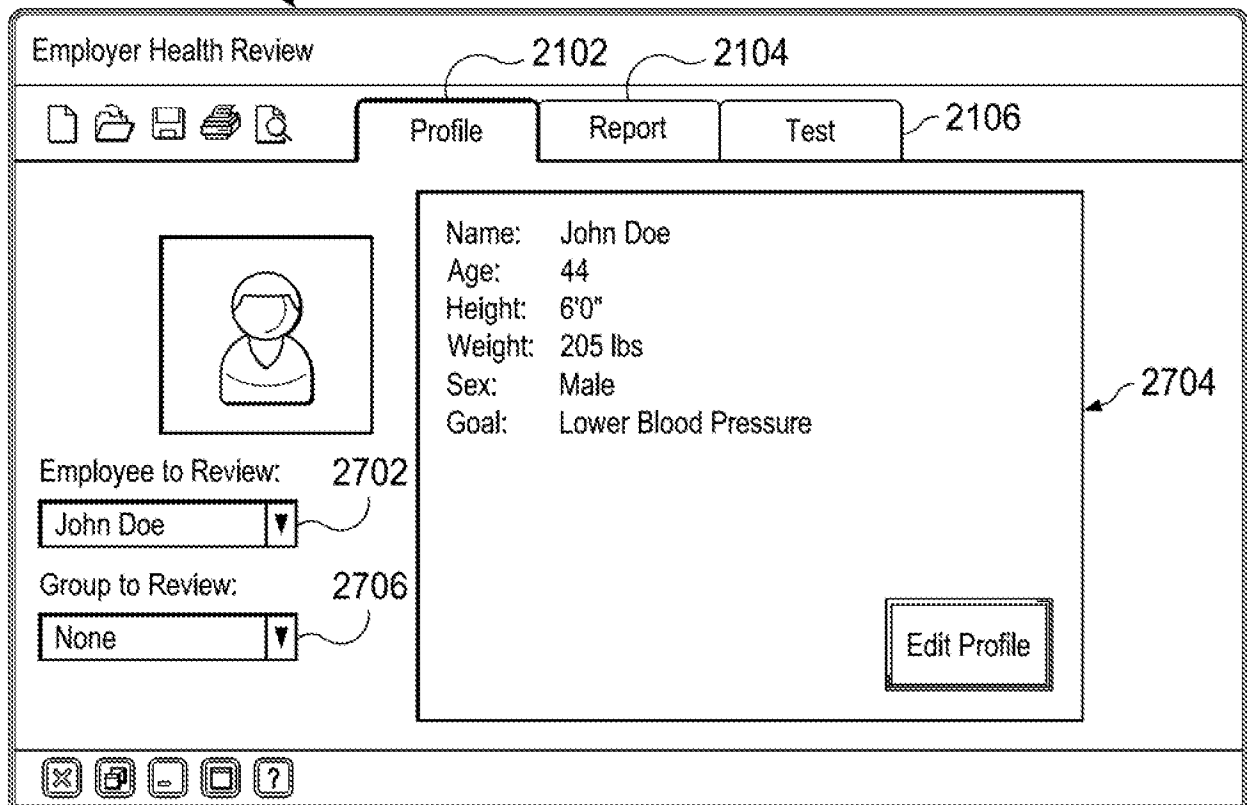 Employer Health Review
2102
2104
Profile
Report
Test
2106
Name: John Doe
Age: 44
Height: 6'0"
Weight: 205 lbs
Sex: Male
Goal: Lower Blood Pressure
2704
Employee to Review:
2702
John Doe
Group to Review:
2706
None
Edit Profile
?